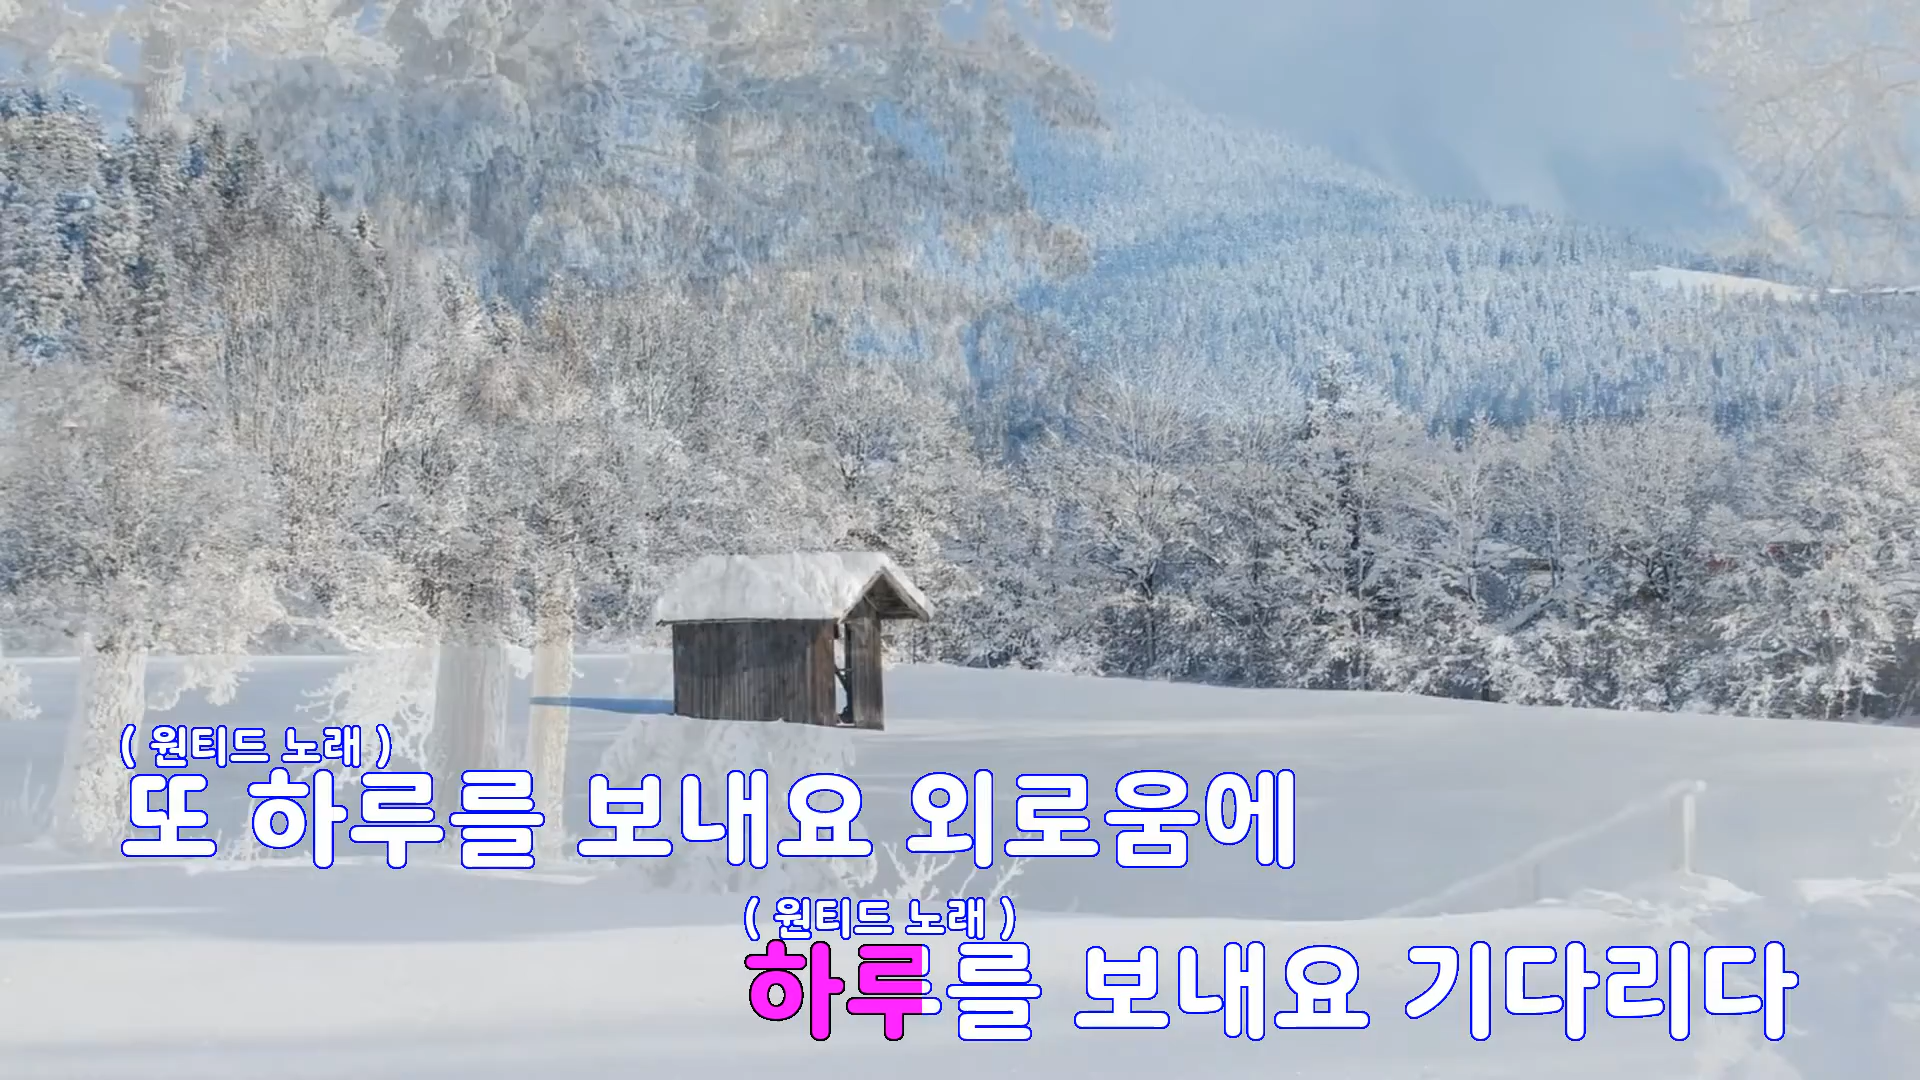 ( 원티드 노래 )
또 하루를 보내요 외로움에
( 원티드 노래 )
하루를 보내요 기다리다